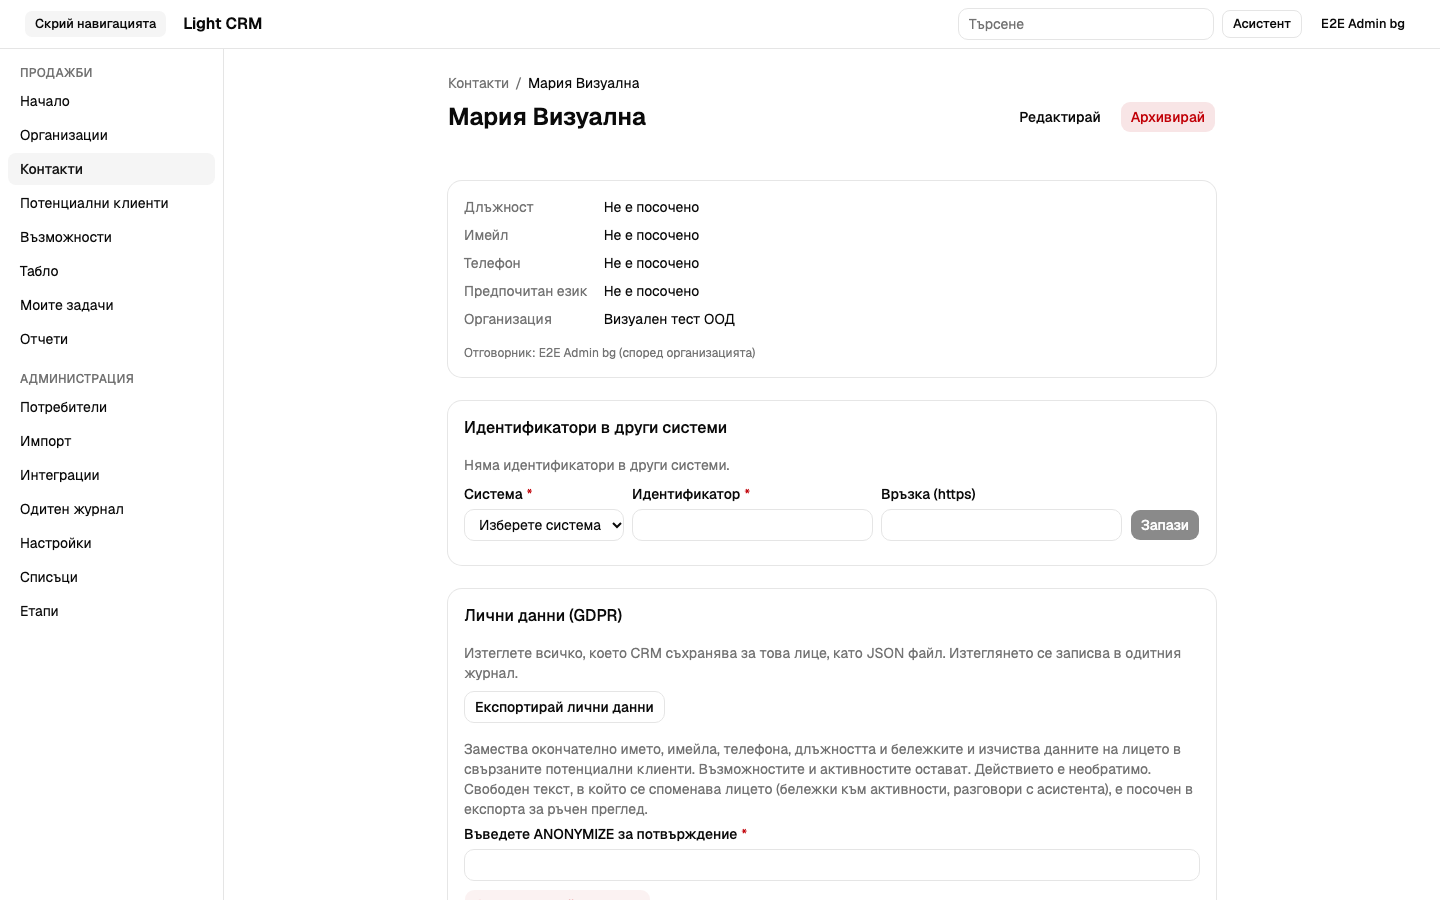 Скрий навигацията
Light CRM
Търсене
Асистент
E2E Admin bg
ПРОДАЖБИ
Начало
Организации
Контакти
Потенциални клиенти
Възможности
Табло
Моите задачи
Отчети
АДМИНИСТРАЦИЯ
Потребители
Импорт
Интеграции
Одитен журнал
Настройки
Списъци
Етапи
Контакти / Мария Визуална
Мария Визуална
Редактирай
Архивирай
Длъжност Не е посочено
Имейл Не е посочено
Телефон Не е посочено
Предпочитан език Не е посочено
Организация Визуален тест ООД
Отговорник: E2E Admin bg (според организацията)
Идентификатори в други системи
Няма идентификатори в други системи.
Система * Идентификатор * Връзка (https)
Изберете система Запази
Лични данни (GDPR)
Изтеглете всичко, което CRM съхранява за това лице, като JSON файл. Изтеглянето се записва в одитния
журнал.
Експортирай лични данни
Замества окончателно името, имейла, телефона, длъжността и бележките и изчиства данните на лицето в
свързаните потенциални клиенти. Възможностите и активностите остават. Действието е необратимо.
Свободен текст, в който се споменава лицето (бележки към активности, разговори с асистента), е посочен в
експорта за ръчен преглед.
Въведете ANONYMIZE за потвърждение *